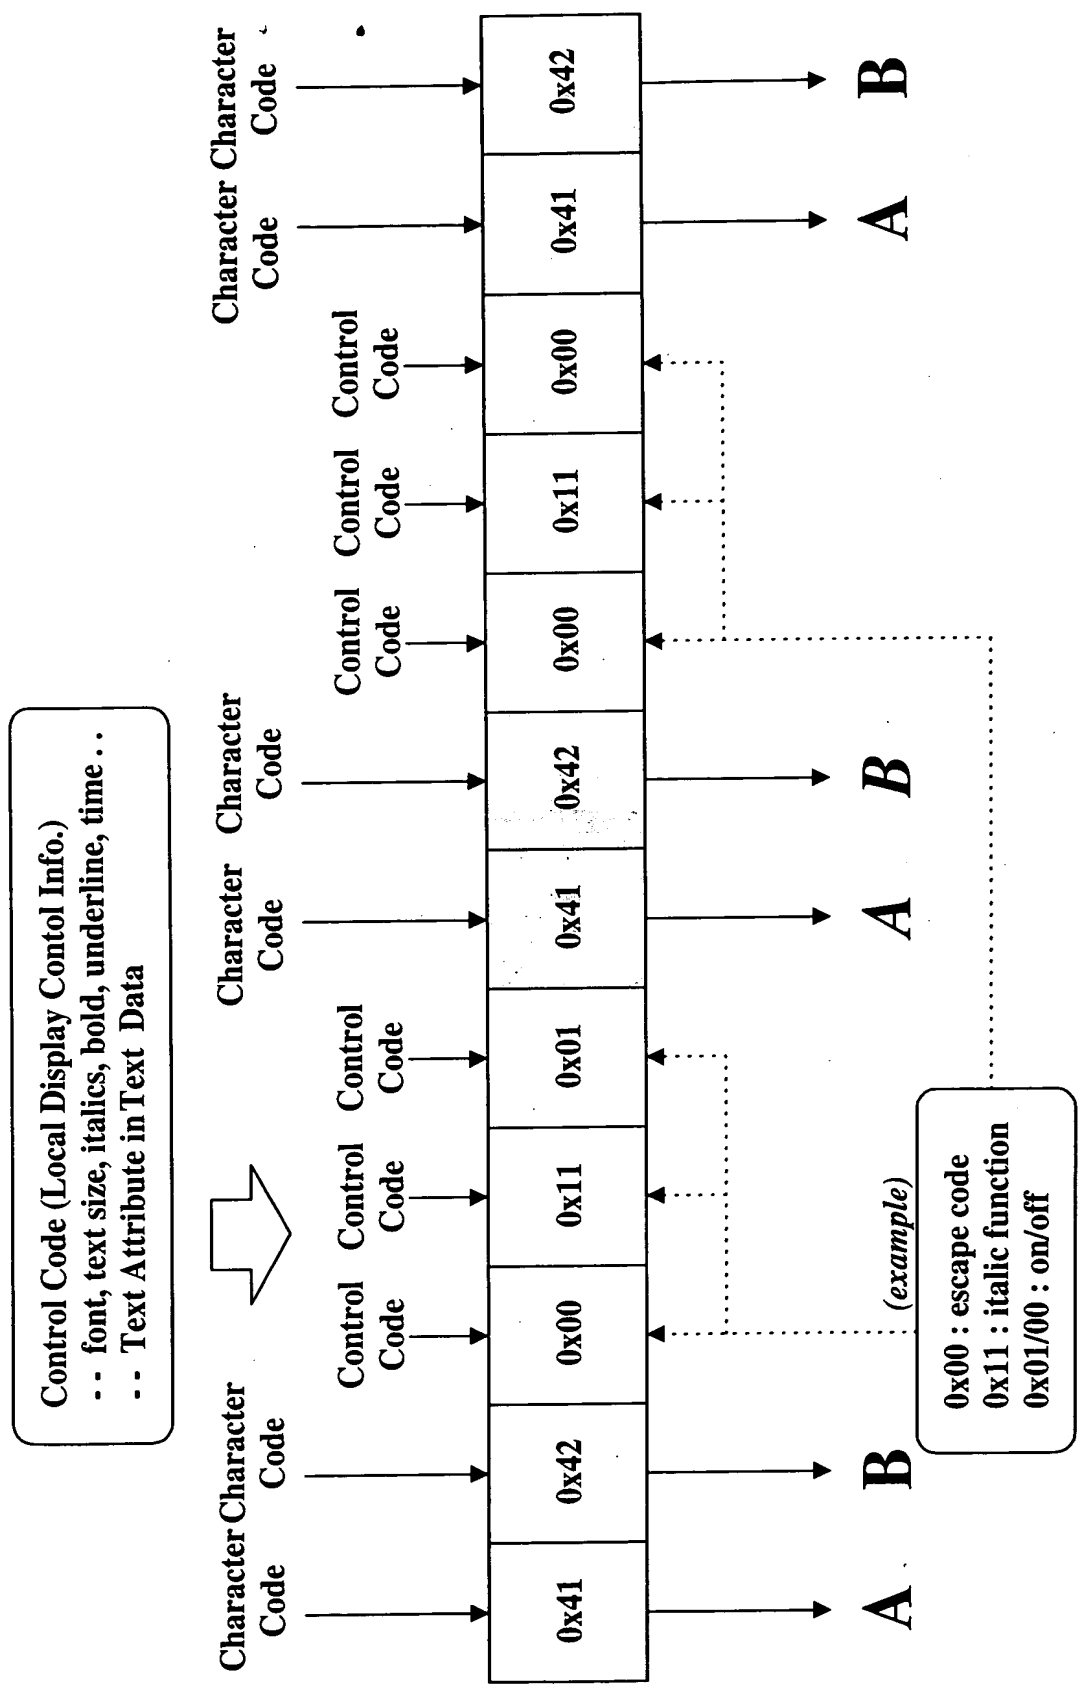 Control Code (Local Display Contol Info.)
-- font, text size, italics, bold, underline, time ..
-- Text Attribute in Text Data
Character Character Control Control Control Character Character Control Control Control Character Character
Code Code Code Code Code Code Code Code Code Code Code Code
0x41 0x42 0x00 0x11 0x01 0x41 0x42 0x00 0x11 0x00 0x41 0x42
A B A B A B
(example)
0x00 : escape code
0x11 : italic function
0x01/00 : on/off